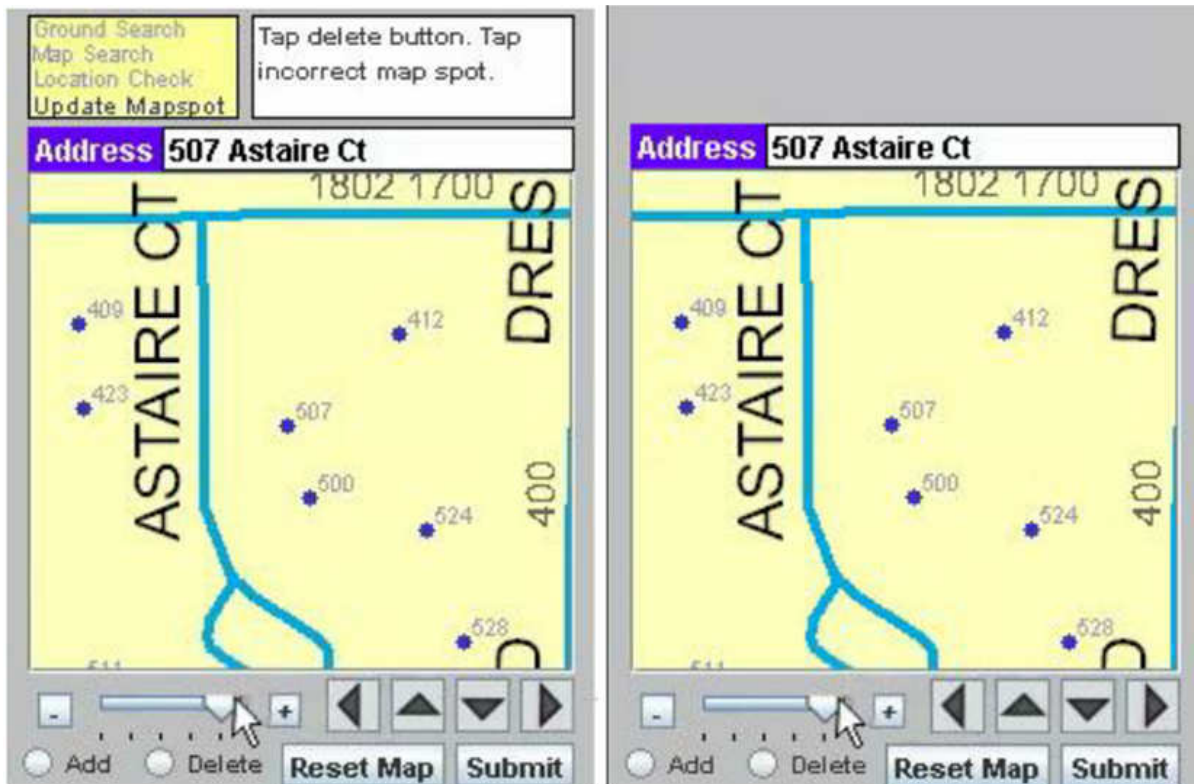 Ground Search
Map Search
Location Check
Update Mapspot
Tap delete button. Tap
incorrect map spot.
Address 507 Astaire Ct
1802 1700
ASTAIRE CT
DRES
409
412
423
507
500
524
400
528
511
D
-
+
Add
Delete
Reset Map
Submit
Address 507 Astaire Ct
1802 1700
ASTAIRE CT
DRES
409
412
423
507
500
524
400
528
511
D
-
+
Add
Delete
Reset Map
Submit